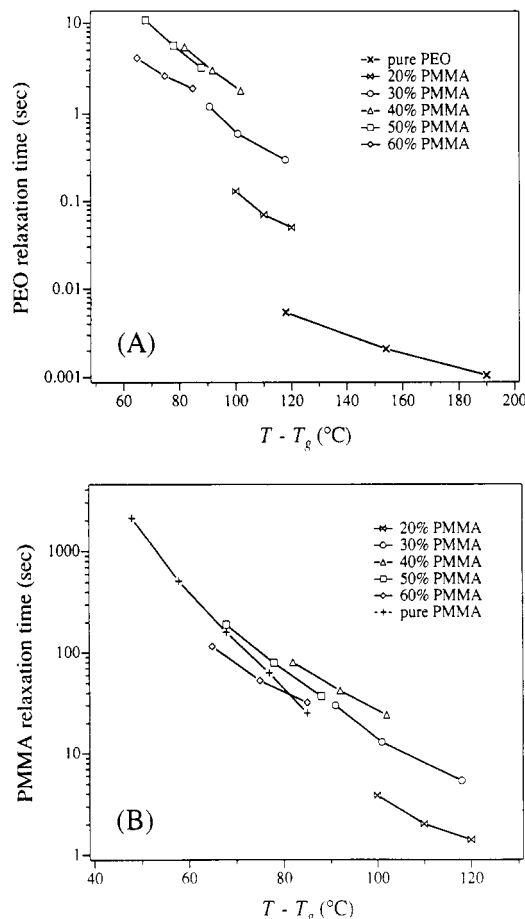 10
1
0.1
0.01
0.001
PEO relaxation time (sec)
pure PEO
20% PMMA
30% PMMA
40% PMMA
50% PMMA
60% PMMA
(A)
60 80 100 120 140 160 180 200
T - Tg (°C)
1000
100
10
1
PMMA relaxation time (sec)
20% PMMA
30% PMMA
40% PMMA
50% PMMA
60% PMMA
pure PMMA
(B)
40 60 80 100 120
T - Tg (°C)